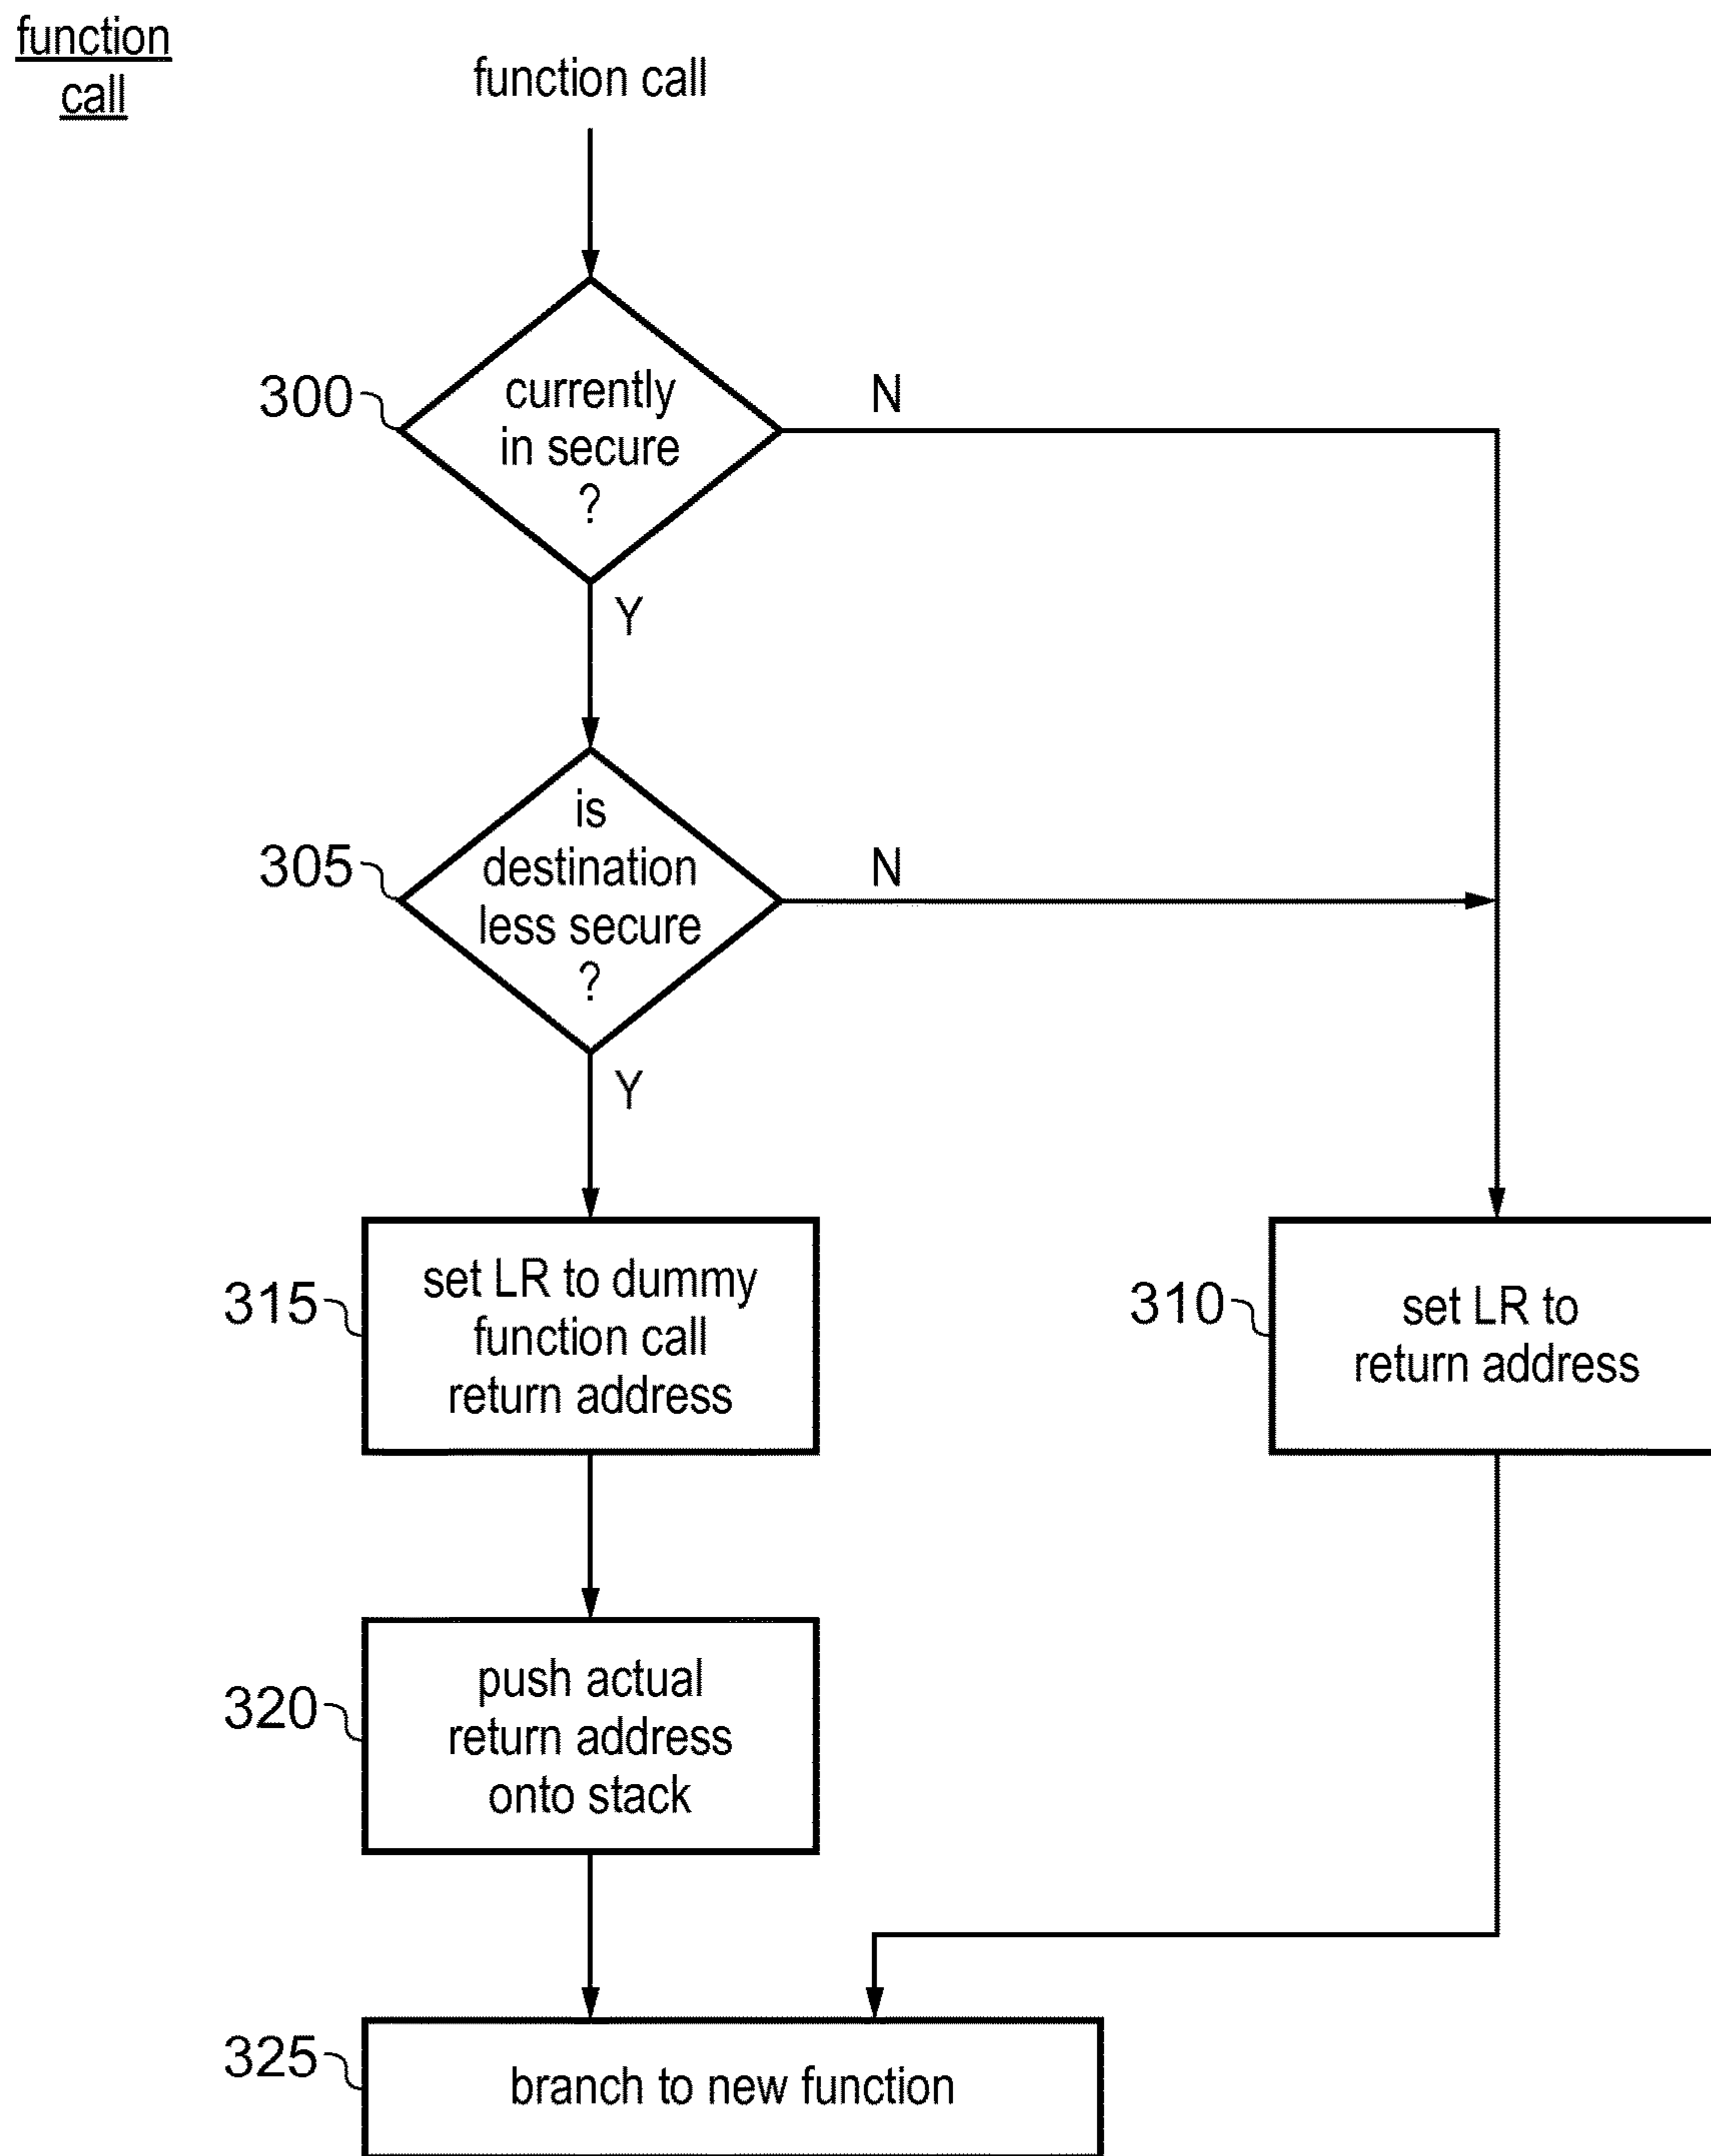 function
call
function call
300
currently
in secure
?
N
Y
305
is
destination
less secure
?
N
Y
315
set LR to dummy
function call
return address
310
set LR to
return address
320
push actual
return address
onto stack
325
branch to new function